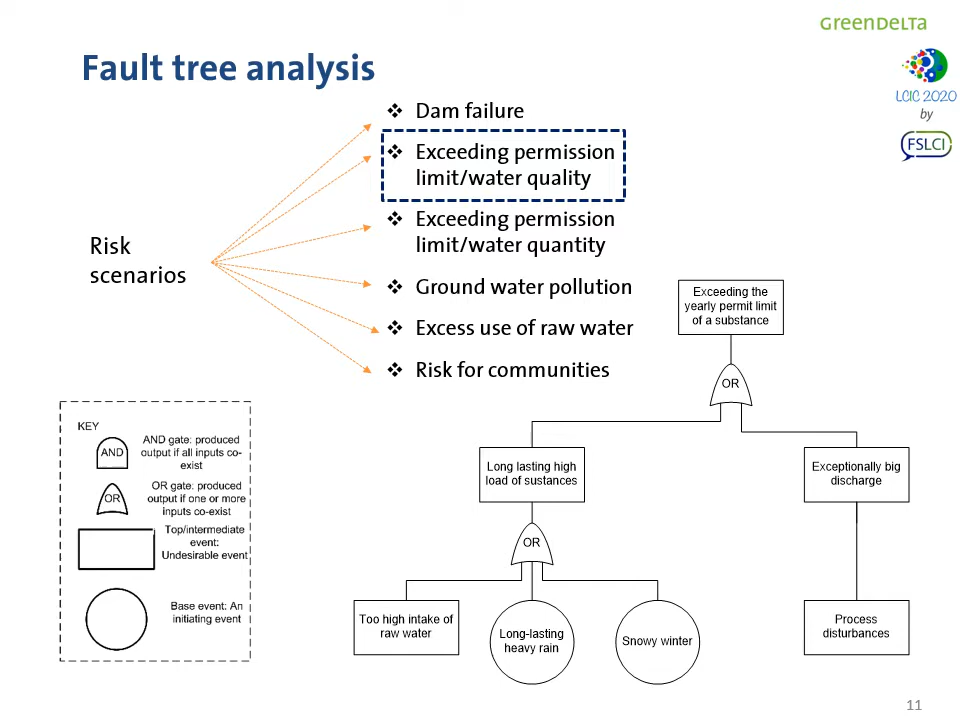 GreenDeLTa
Fault tree analysis
LCIC 2020
by
FSLCI
❖ Dam failure
❖ Exceeding permission
limit/water quality
❖ Exceeding permission
limit/water quantity
❖ Ground water pollution
❖ Excess use of raw water
❖ Risk for communities
Risk
scenarios
KEY
AND
AND gate: produced
output if all inputs co-
exist
OR
OR gate: produced
output if one or more
inputs co-exist
Top/intermediate
event:
Undesirable event
Base event: An
initiating event
Exceeding the
yearly permit limit
of a substance
OR
Long lasting high
load of sustances
Exceptionally big
discharge
OR
Too high intake of
raw water
Long-lasting
heavy rain
Snowy winter
Process
disturbances
11